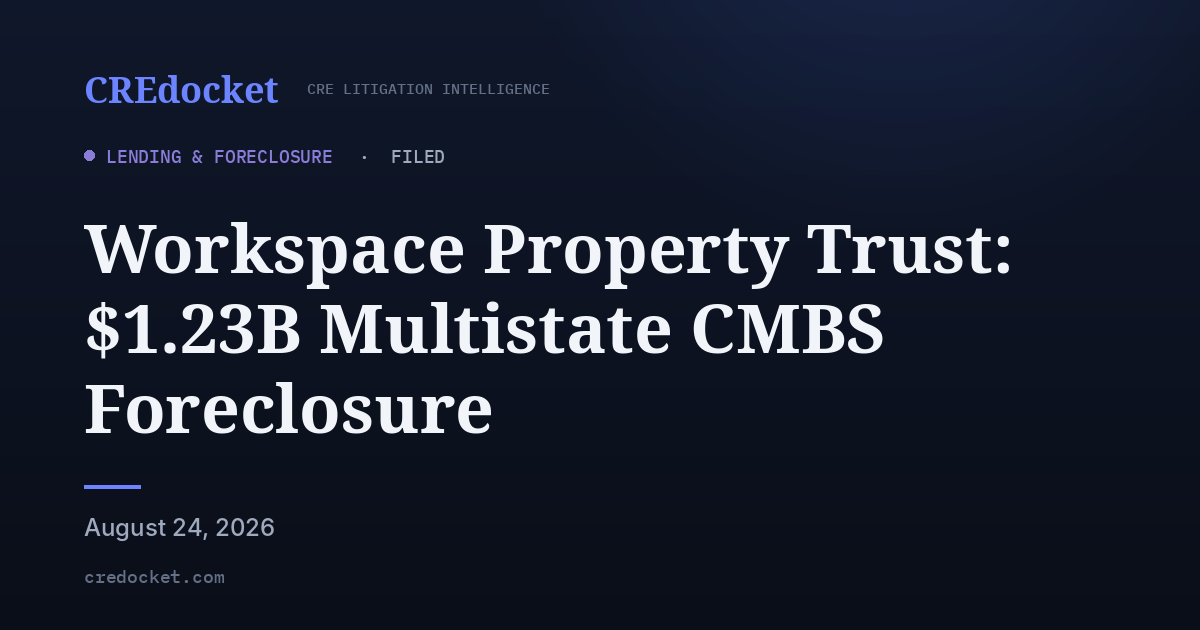 CREdocket CRE LITIGATION INTELLIGENCE
LENDING & FORECLOSURE · FILED
Workspace Property Trust:
$1.23B Multistate CMBS
Foreclosure
August 24, 2026
credocket.com